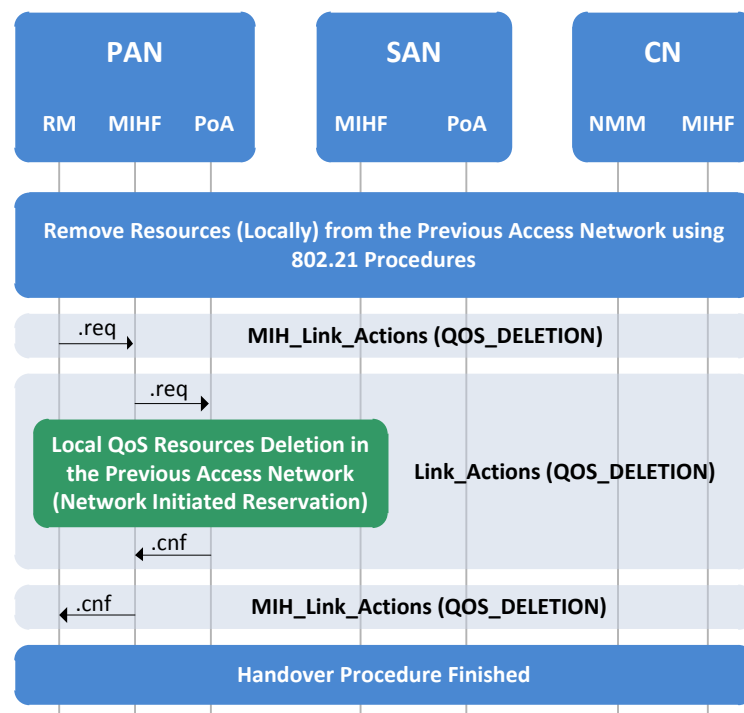 PAN SAN CN
RM MIHF PoA MIHF PoA NMM MIHF
Remove Resources (Locally) from the Previous Access Network using
802.21 Procedures
.req MIH_Link_Actions (QOS_DELETION)
.req
Local QoS Resources Deletion in
the Previous Access Network
(Network Initiated Reservation)
Link_Actions (QOS_DELETION)
.cnf
.cnf MIH_Link_Actions (QOS_DELETION)
Handover Procedure Finished